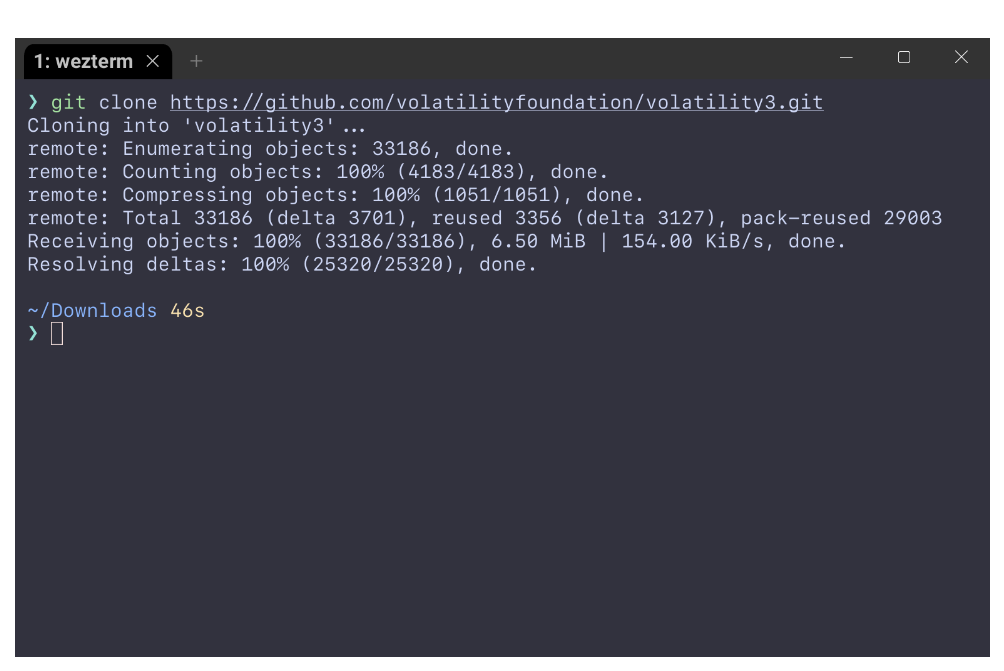 1: wezterm
❯ git clone https://github.com/volatilityfoundation/volatility3.git
Cloning into 'volatility3'...
remote: Enumerating objects: 33186, done.
remote: Counting objects: 100% (4183/4183), done.
remote: Compressing objects: 100% (1051/1051), done.
remote: Total 33186 (delta 3701), reused 3356 (delta 3127), pack-reused 29003
Receiving objects: 100% (33186/33186), 6.50 MiB | 154.00 KiB/s, done.
Resolving deltas: 100% (25320/25320), done.
~/Downloads 46s
❯